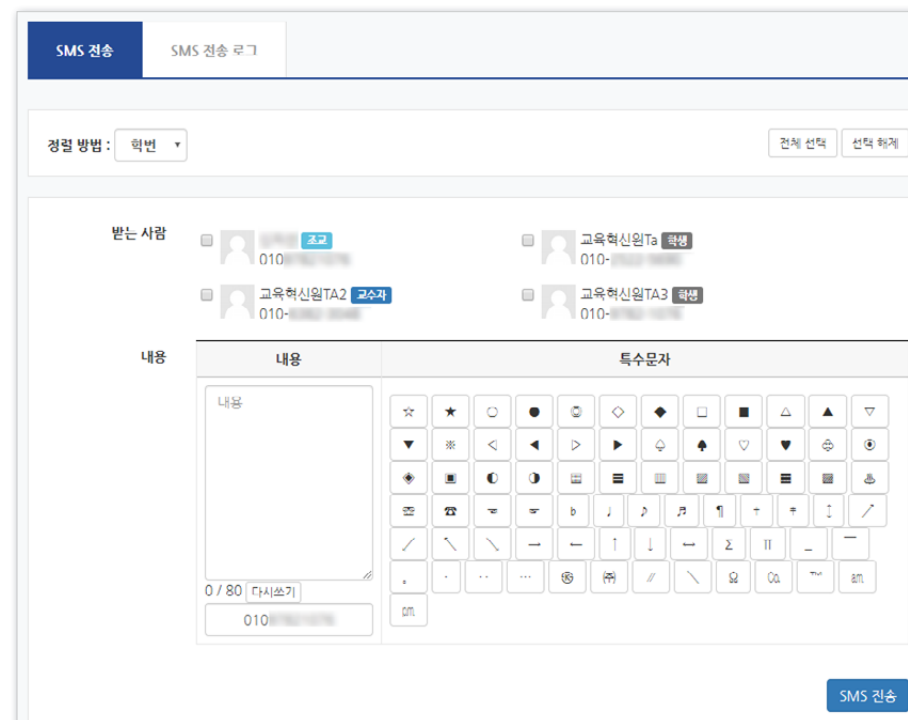 SMS 전송 SMS 전송 로그
정렬 방법 : 학번 ▼ 전체 선택 선택 해제
받는 사람
조교
010
교육혁신원Ta 학생
010-
교육혁신원TA2 교수자
010-
교육혁신원TA3 학생
010-
내용 내용 특수문자
내용
☆ ★ ○ ● ◎ ◇ ◆ □ ■ △ ▲ ▽
▼ ※ ◁ ◀ ▷ ▶ ♤ ♠ ♡ ♥ ♧ ⊙
◈ ▣ ◐ ◑ ▒ ▤ ▥ ▨ ▧ ▦ ▩ ♨
☏ ☎ ☜ ☞ ♭ ♩ ♪ ♬ ¶ † ‡ ↕ ↗
↙ ↖ ↘ → ← ↑ ↓ ↔ Σ Π _ ¯
。 · ‥ … ㉿ ㈜ ∥ \ Ω ㏇ ™ ㏂
㏘
0 / 80 다시쓰기
010
SMS 전송